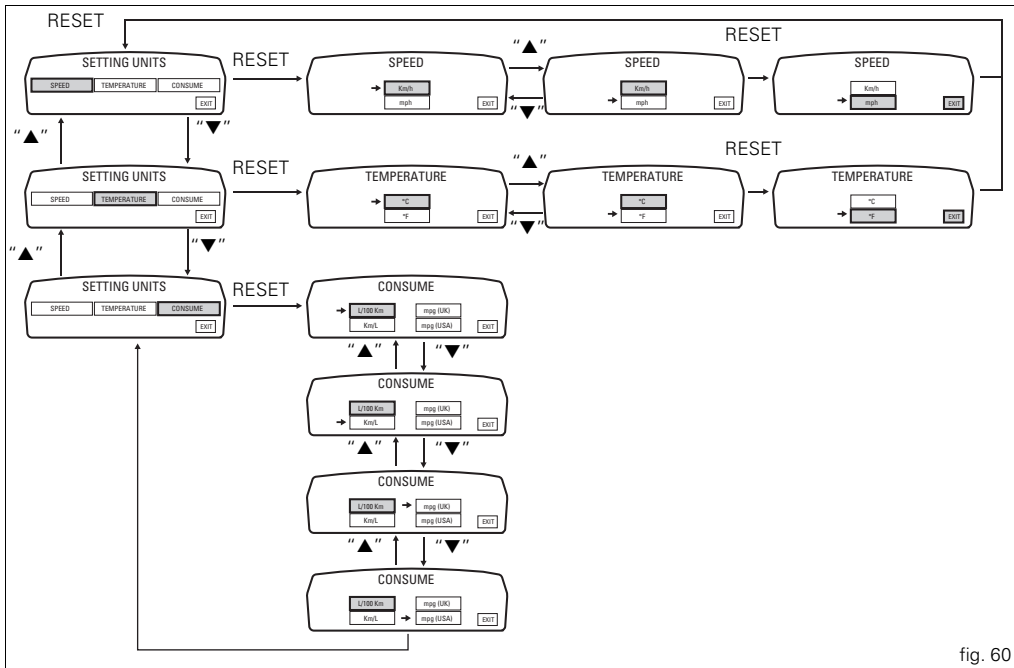 RESET
SETTING UNITS
SPEED TEMPERATURE CONSUME
EXIT
RESET
SPEED
Km/h
mph
EXIT
"▲"
"▼"
SPEED
Km/h
mph
EXIT
RESET
SPEED
Km/h
mph
EXIT
"▲" "▼"
SETTING UNITS
SPEED TEMPERATURE CONSUME
EXIT
RESET
TEMPERATURE
°C
°F
EXIT
"▲"
"▼"
TEMPERATURE
°C
°F
EXIT
RESET
TEMPERATURE
°C
°F
EXIT
"▲" "▼"
SETTING UNITS
SPEED TEMPERATURE CONSUME
EXIT
RESET
CONSUME
L/100 Km mpg (UK)
Km/L mpg (USA) EXIT
"▲" "▼"
CONSUME
L/100 Km mpg (UK)
Km/L mpg (USA) EXIT
"▲" "▼"
CONSUME
L/100 Km mpg (UK)
Km/L mpg (USA) EXIT
"▲" "▼"
CONSUME
L/100 Km mpg (UK)
Km/L mpg (USA) EXIT
fig. 60